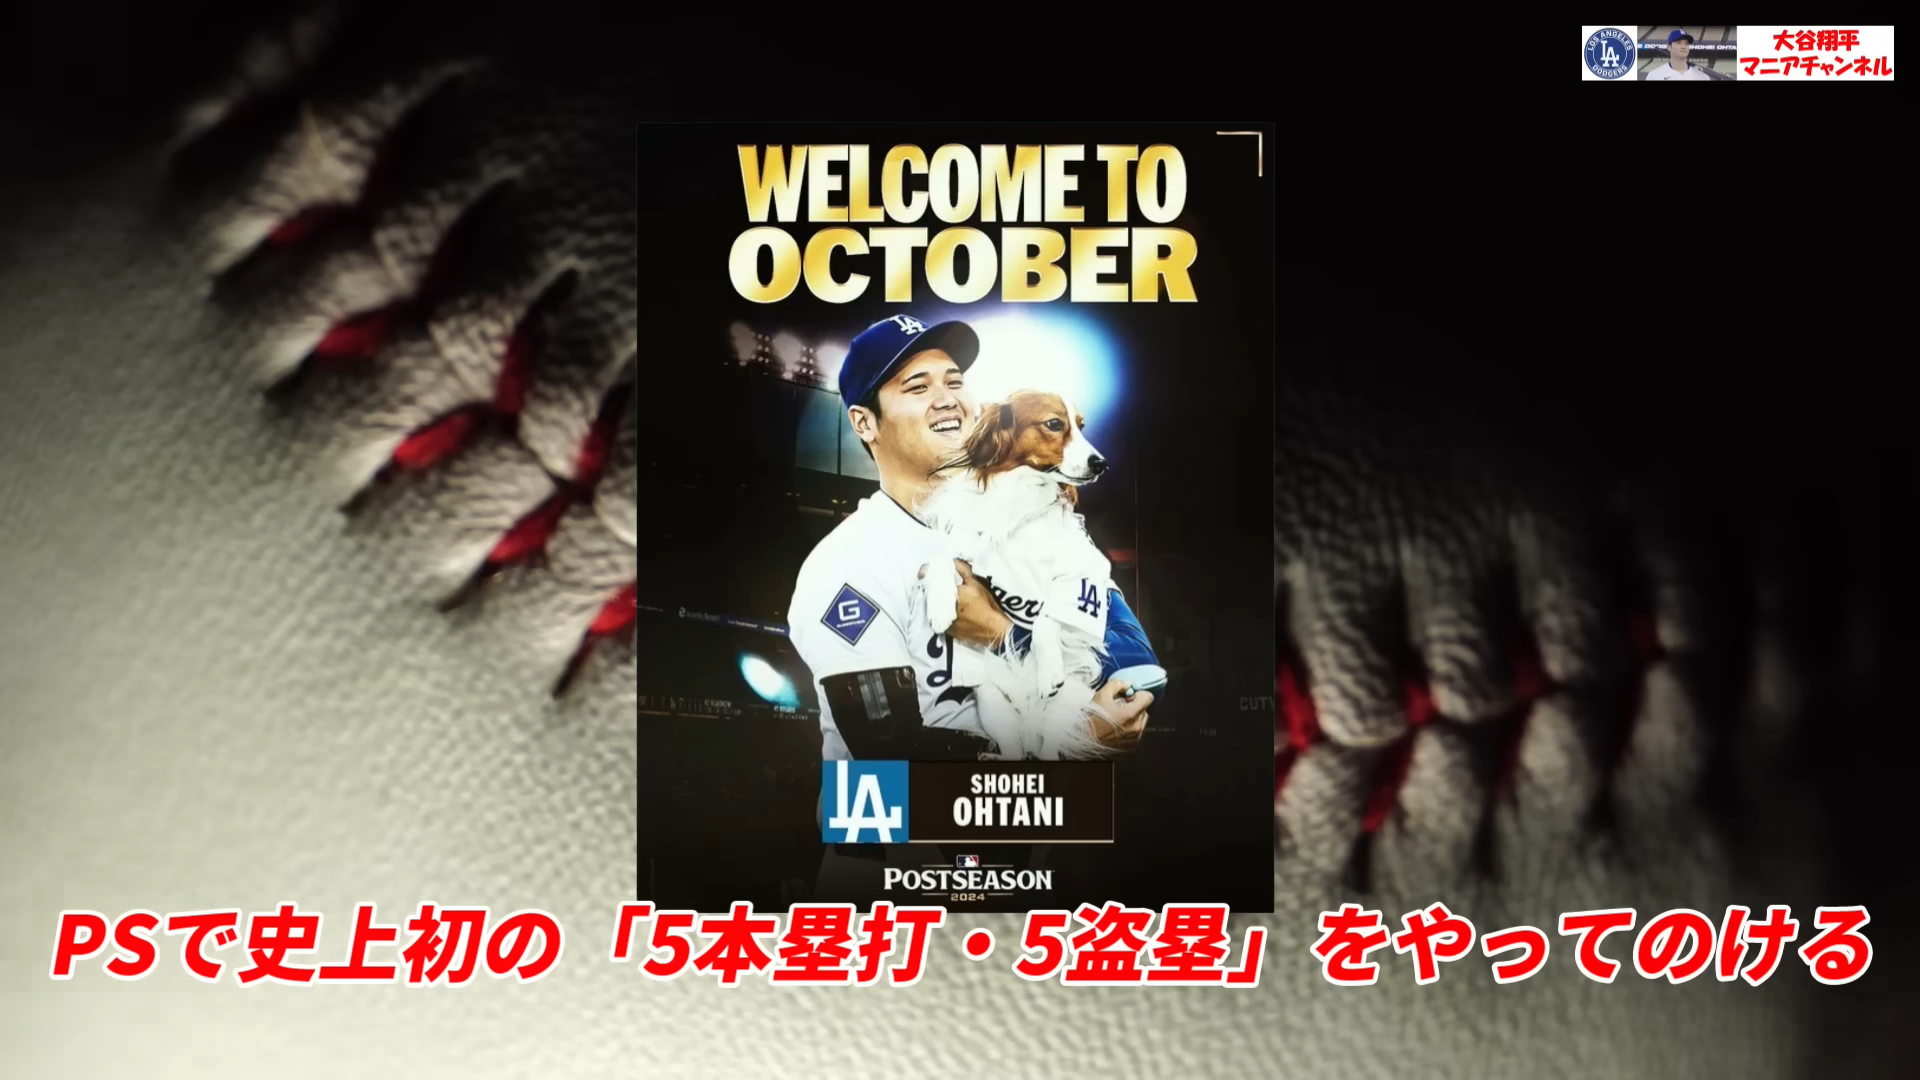 大谷翔平
マニアチャンネル
WELCOME TO
OCTOBER
SHOHEI
OHTANI
POSTSEASON
2024
PSで史上初の「5本塁打・5盗塁」をやってのける